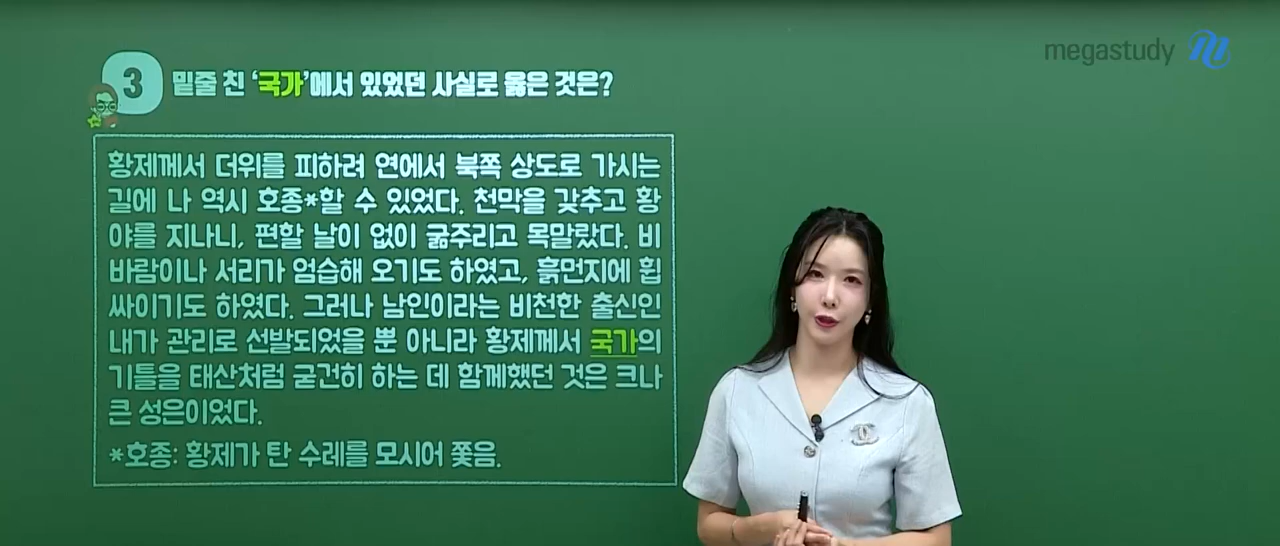 megastudy
3 밑줄 친 ‘국가’에서 있었던 사실로 옳은 것은?
황제께서 더위를 피하려 연에서 북쪽 상도로 가시는
길에 나 역시 호종*할 수 있었다. 천막을 갖추고 황
야를 지나니, 편할 날이 없이 굶주리고 목말랐다. 비
바람이나 서리가 엄습해 오기도 하였고, 흙먼지에 휩
싸이기도 하였다. 그러나 남인이라는 비천한 출신인
내가 관리로 선발되었을 뿐 아니라 황제께서 국가의
기틀을 태산처럼 굳건히 하는 데 함께했던 것은 크나
큰 성은이었다.
*호종: 황제가 탄 수레를 모시어 쫓음.